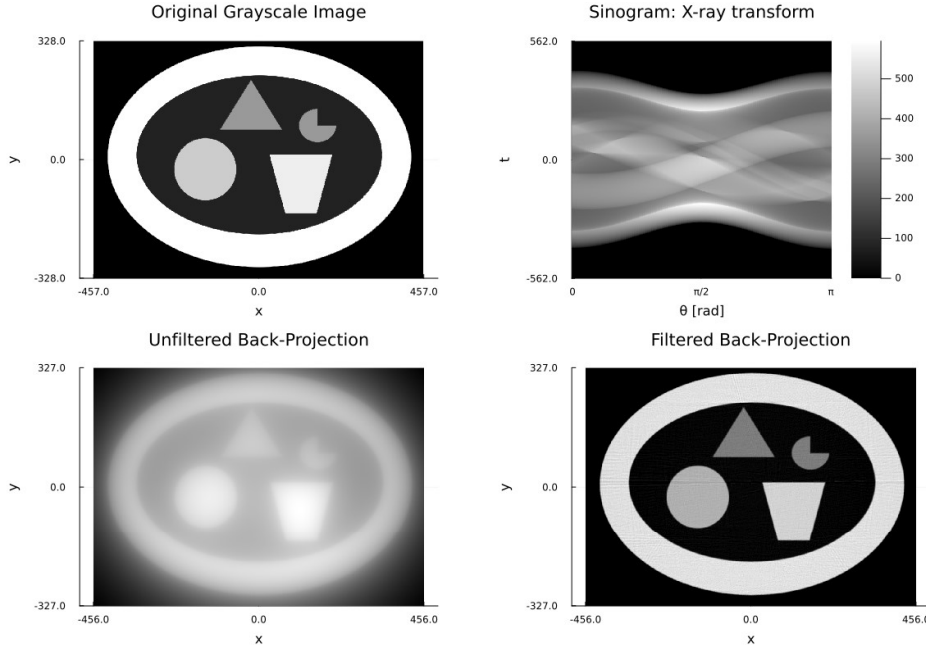 Original Grayscale Image
328.0
0.0
-328.0
y
-457.0
0.0
457.0
x
Sinogram: X-ray transform
562.0
0.0
-562.0
t
0
π/2
π
θ [rad]
500
400
300
200
100
0
Unfiltered Back-Projection
327.0
0.0
-327.0
y
-456.0
0.0
456.0
x
Filtered Back-Projection
327.0
0.0
-327.0
y
-456.0
0.0
456.0
x